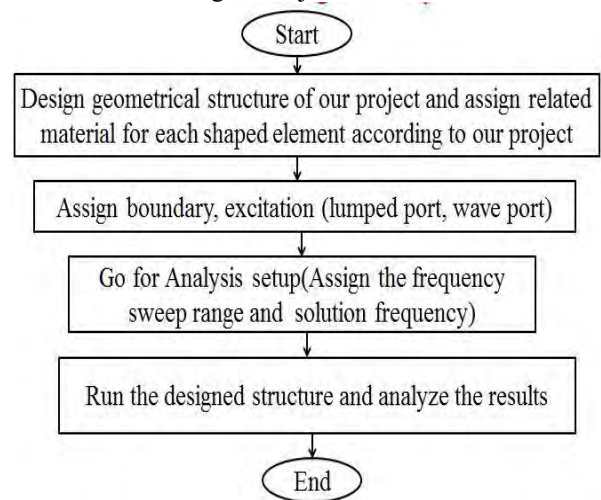 Start
Design geometrical structure of our project and assign related
material for each shaped element according to our project
Assign boundary, excitation (lumped port, wave port)
Go for Analysis setup(Assign the frequency
sweep range and solution frequency)
Run the designed structure and analyze the results
End